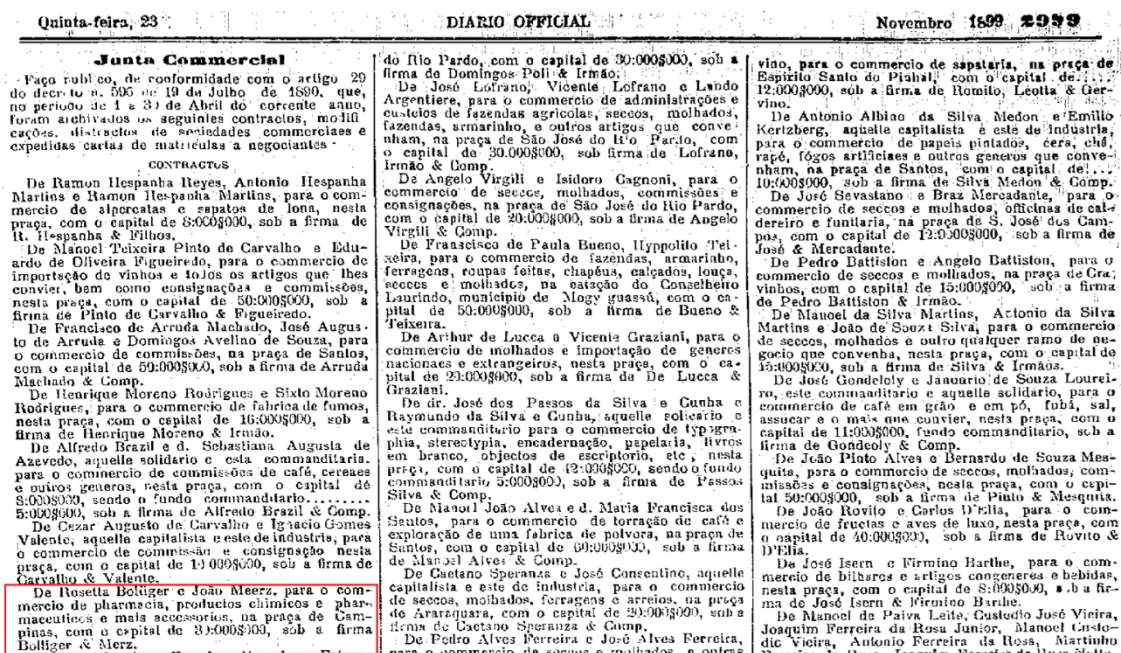 Quinta-feira, 23
DIARIO OFFICIAL
Novembro 1899 2959
Junta Commercial
Faço publico, de conformidade com o artigo 29
do decreto n. 596 de 19 de Julho de 1890, que,
no periodo de 1 a 30 de Abril do corrente anno,
foram archivados os seguintes contractos, modifi
cações, distractos de sociedades commerciaes e
expedidas cartas de matriculas a negociantes
CONTRACTOS
De Ramon Hespanha Reyes, Antonio Hespanha
Martins e Ramon Hespanha Martins, para o com-
mercio de alpercatas e sapatos de lona, nesta
praça, com o capital de 8:000$000, sob a firma de
R. Hespanha & Filhos.
De Manoel Teixeira Pinto de Carvalho e Edu-
ardo de Oliveira Figueiredo, para o commercio de
importação de vinhos e todos os artigos que lhes
convier, bem como consignações e commissões,
nesta praça, com o capital de 50:000$000, sob a
firma de Pinto de Carvalho & Figueiredo.
De Francisco de Arruda Machado, José Augus-
to de Arruda e Domingos Avelino de Souza, para
o commercio de commissões, na praça de Santos,
com o capital de 50:000$000, sob a firma de Arruda
Machado & Comp.
De Henrique Moreno Rodrigues e Sixto Moreno
Rodrigues, para o commercio de fabrica de fumos,
nesta praça, com o capital de 16:000$000, sob a
firma de Henrique Moreno & Irmão.
De Alfredo Brazil e d. Sebastiana Augusta de
Azevedo, aquelle solidario e esta commanditaria.
para o commercio de commissões de café, cereaes
e outros generos, nesta praça, com o capital de
8:000$000, sendo o fundo commanditario.........
5:000$000, sob a firma de Alfredo Brazil & Comp.
De Cezar Augusto de Carvalho e Ignacio Gomes
Valente, aquelle capitalista e este de industria, para
o commercio de commissão e consignação nesta
praça, com o capital de 000$000, sob a firma de
Carvalho & Valente.
De Rosetta Bolliger e João Meerz, para o com-
mercio de pharmacia, productos chimicos e phar-
maceuticos e mais accessorios, na praça de Cam-
pinas, com o capital de 30:000$000, sob a firma
Bolliger & Merz.
do Rio Pardo, com o capital de 30:000$000, sob a
firma de Domingos Poli & Irmão.
De José Lofrano, Vicente Lofrano e Lando
Argentiere, para o commercio de administrações e
custeios de fazendas agricolas, seccos, molhados,
fazendas, armarinho, e outros artigos que conve-
nham, na praça de São José do Rio Pardo, com
o capital de 30.000$000, sob firma de Lofrano,
Irmão & Comp.
De Angelo Virgili e Isidoro Cagnoni, para o
commercio de seccos, molhados, commissões e
consignações, na praça de São José do Rio Pardo,
com o capital de 20:000$000, sob a firma de Angelo
Virgili & Comp.
De Franscisco de Paula Bueno, Hyppolito Tei-
xeira, para o commercio de fazendas, armarinho,
ferragens, roupas feitas, chapéus, calçados, louça,
seccos e molhados, na estação do Conselheiro
Laurindo, municipio de Mogy guassú, com o ca-
pital de 50:000$000, sob a firma de Bueno &
Teixeira.
De Arthur de Lucca e Vicente Graziani, para o
commercio de molhados e importação de generos
nacionaes e extrangeiros, nesta praça, com o ca-
pital de 20:000$000, sob a firma de De Lucca &
Graziani.
De dr. José dos Passos da Silva e Cunha e
Raymundo da Silva e Cunha, aquelle solicario e
este commanditario para o commercio de typogra-
phia, stereotypia, encadernação, papelaria, livros
em branco, objectos de escriptorio, etc, nesta
praça, com o capital de 12:000$000, sendo o fundo
commanditario 5:000$000, sob a firma de Passos
Silva & Comp.
De Manoel João Alves e d. Maria Francisca dos
Santos, para o commercio de torração de café e
exploração de uma fabrica de polvora, na praça de
Santos, com o capital de 60:000$000, sob a firma
de Manoel Alves & Comp.
De Caetano Speranza e José Consentino, aquelle
capitalista e este de industria, para o commercio
de seccos, molhados, ferragens e arreios, na praça
de Araraquara, com o capital de 20:000$000, sob a
firma de Caetano Speranza & Comp.
De Pedro Alves Ferreira e José Alves Ferreira,
para o commercio de seccos e molhados, a outras
vino, para o commercio de sapataria, na praça de
Espirito Santo do Pinhal, com o capital de....
12:000$000, sob a firma de Romito, Leotta & Ger-
vino.
De Antonio Albino da Silva Medon e Emilio
Kertzberg, aquelle capitalista e este de industria,
para o commercio de papeis pintados, cera, chá,
rapé, fógos artificiaes e outros generos que conve-
nham, na praça de Santos, com o capital de....
10:000$000, sob a firma de Silva Medon & Comp.
De José Sevastano e Braz Mercadante, para o
commercio de seccos e molhados, officinas de cal-
dereiro e funilaria, na praça de S. José dos Cam-
pos, com o capital de 12:000$000, sob a firma de
José & Mercadante.
De Pedro Battiston e Angelo Battiston, para o
commercio de seccos e molhados, na praça de Cra;
vinhos, com o capital de 15:000$000, sob a firma
de Pedro Battiston & Irmão.
De Manoel da Silva Martins, Antonio da Silva
Martins e João de Souza Silva, para o commercio
de seccos, molhados e outro qualquer ramo de ne-
gocio que convenha, nesta praça, com o capital de
15:000$000, sob a firma de Silva & Irmãos.
De José Gondeloly e Januario de Souza Lourei-
ro, este commanditario e aquelle solidario, para o
commercio de café em grão e em pó, fubá, sal,
assucar e o mais que convier, nesta praça, com o
capital de 11:000$000, fundo commanditario, sob a
firma Gondeoly & Comp.
De João Pinto Alves e Bernardo de Souza Mes-
quita, para o commercio de seccos, molhados, com-
missões e consignações, nesta praça, com o capi-
tal 50:000$000, sob a firma de Pinto & Mesquita.
De João Rovito e Carlos D'Elia, para o com-
mercio de fructas e aves de luxo, nesta praça, com
o capital de 40:000$000, sob a firma de Rovito &
D'Elia.
De José Isern e Firmino Barthe, para o com-
mercio de bilhares e artigos congeneres e bebidas,
nesta praça, com o capital de 8:000$000, sob a fir-
ma de José Isern & Firmino Barthe.
De Manoel de Paiva Leite, Custodio José Vieira,
Joaquim Ferreira da Rosa Junior, Manoel Custo-
dio Vieira, Antonio Ferreira da Rosa, Martinho